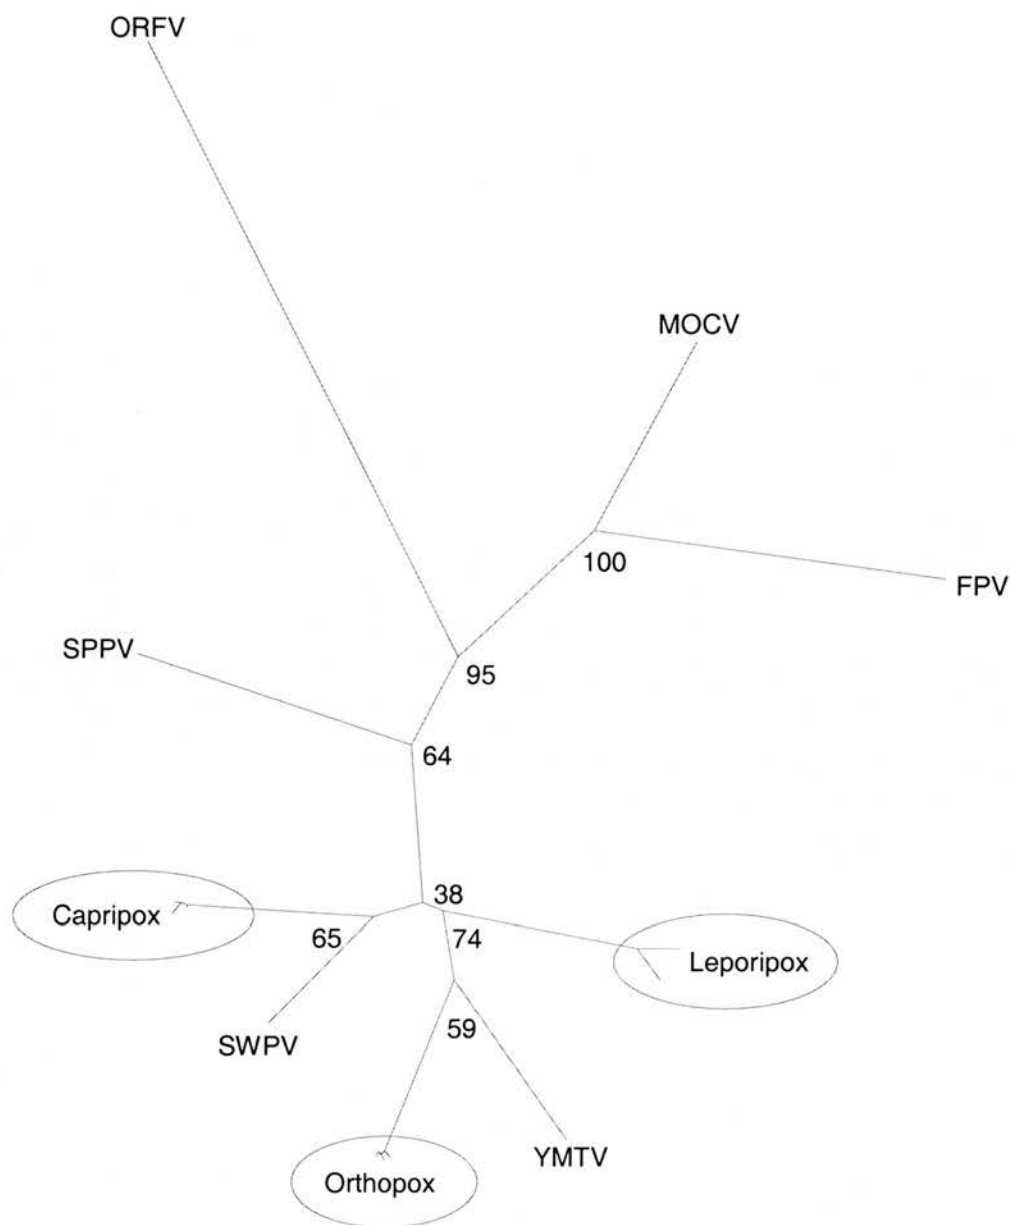 ORFV
MOCV
100
FPV
SPPV
95
64
38
Capripox
65
74
Leporipox
SWPV
59
YMTV
Orthopox